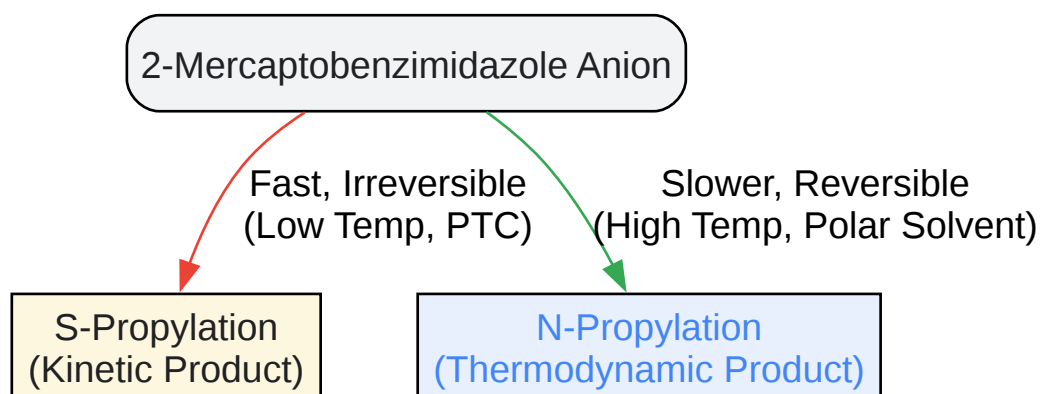 2-Mercaptobenzimidazole Anion
Fast, Irreversible
(Low Temp, PTC)
Slower, Reversible
(High Temp, Polar Solvent)
S-Propylation
(Kinetic Product)
N-Propylation
(Thermodynamic Product)